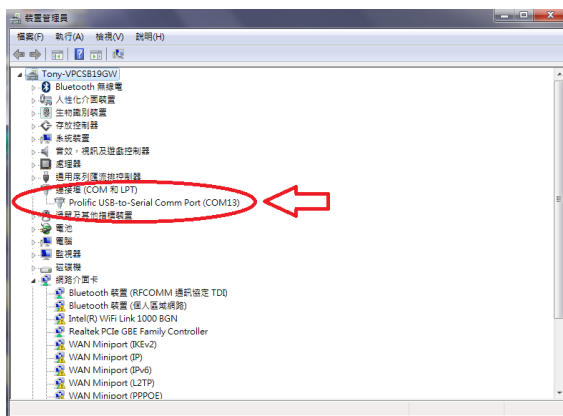 裝置管理員
檔案(F) 執行(A) 檢視(V) 說明(H)
Tony-VPCSB19GW
Bluetooth 無線電
人性化介面裝置
生物識別裝置
存放控制器
系統裝置
音效，視訊及遊戲控制器
處理器
通用序列匯流排控制器
連接埠 (COM 和 LPT)
Prolific USB-to-Serial Comm Port (COM13)
滑鼠及其他指標裝置
電池
電腦
監視器
磁碟機
網路介面卡
Bluetooth 裝置 (RFCOMM 通訊協定 TDI)
Bluetooth 裝置 (個人區域網路)
Intel(R) WiFi Link 1000 BGN
Realtek PCIe GBE Family Controller
WAN Miniport (IKEv2)
WAN Miniport (IP)
WAN Miniport (IPv6)
WAN Miniport (L2TP)
WAN Miniport (PPPOE)